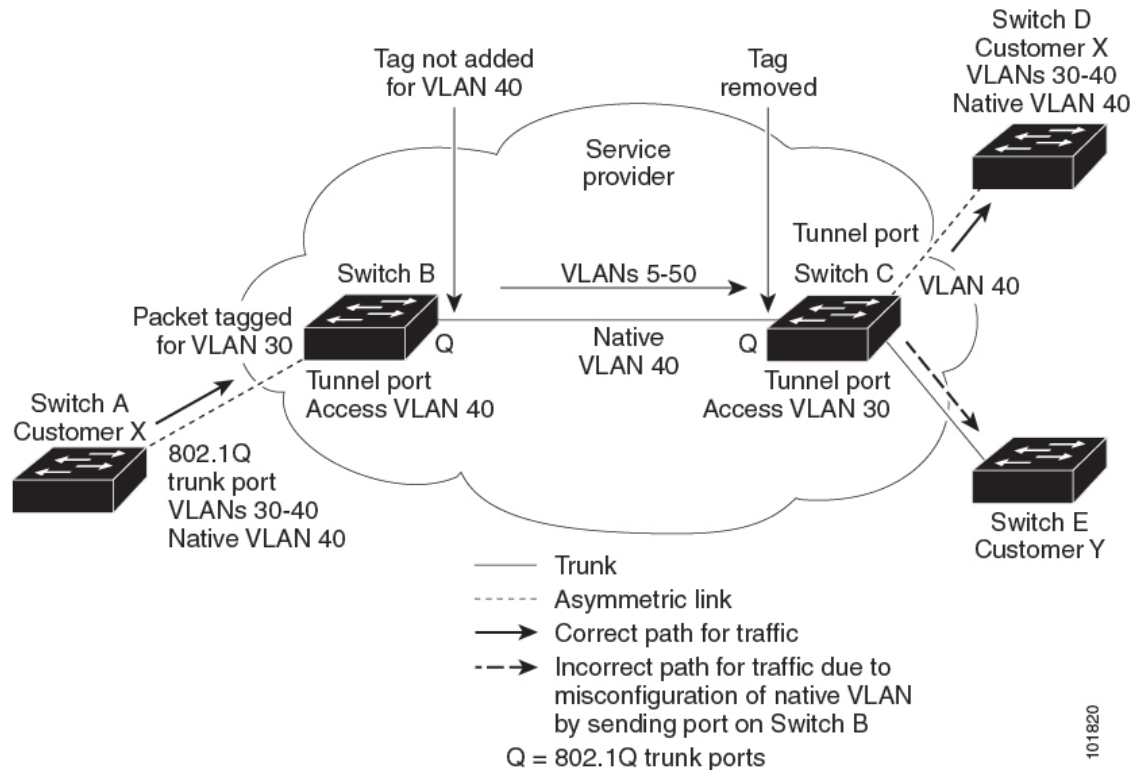 Tag not added
for VLAN 40
Tag
removed
Switch D
Customer X
VLANs 30-40
Native VLAN 40
Service
provider
Tunnel port
Switch B
VLANs 5-50
Switch C
VLAN 40
Packet tagged
for VLAN 30
Q
Native
VLAN 40
Q
Tunnel port
Access VLAN 40
Tunnel port
Access VLAN 30
Switch A
Customer X
802.1Q
trunk port
VLANs 30-40
Native VLAN 40
Switch E
Customer Y
Trunk
Asymmetric link
Correct path for traffic
Incorrect path for traffic due to
misconfiguration of native VLAN
by sending port on Switch B
Q = 802.1Q trunk ports
101820